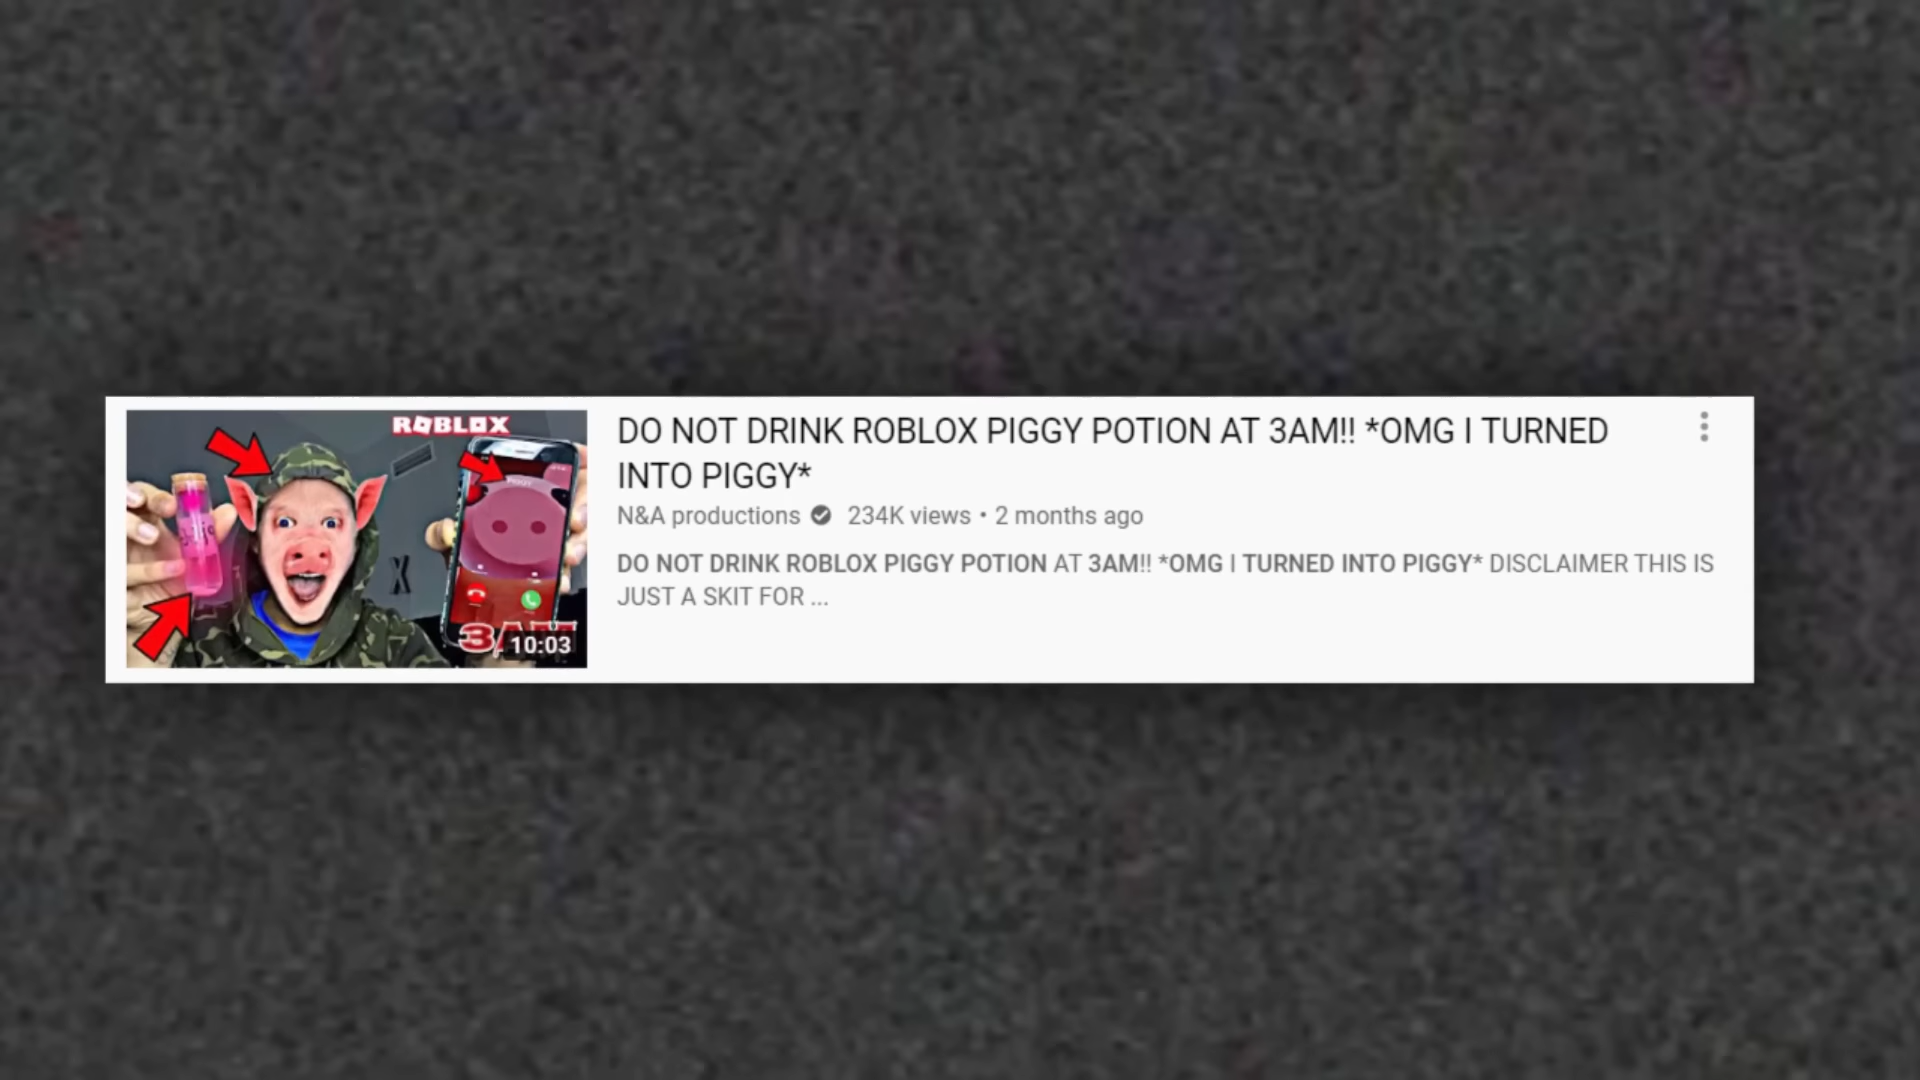 ROBLOX
PIGGY
X
10:03
DO NOT DRINK ROBLOX PIGGY POTION AT 3AM!! *OMG I TURNED
INTO PIGGY*
N&A productions 234K views • 2 months ago
DO NOT DRINK ROBLOX PIGGY POTION AT 3AM!! *OMG I TURNED INTO PIGGY* DISCLAIMER THIS IS
JUST A SKIT FOR ...